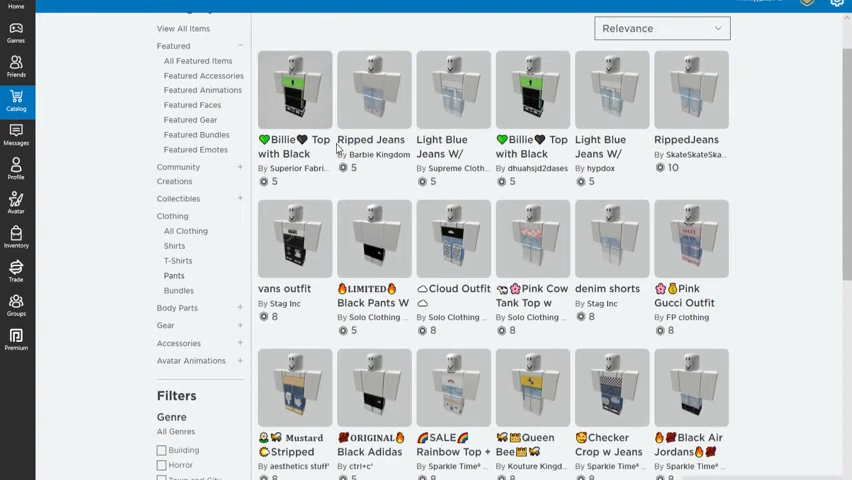 Home
Games
Friends
Catalog
Messages
Profile
Avatar
Inventory
Trade
Groups
Premium
View All Items
Featured
All Featured Items
Featured Accessories
Featured Animations
Featured Faces
Featured Gear
Featured Bundles
Featured Emotes
Community
Creations
Collectibles
Clothing
All Clothing
Shirts
T-Shirts
Pants
Bundles
Body Parts
Gear
Accessories
Avatar Animations
Filters
Genre
All Genres
Building
Horror
Relevance
💚Billie🖤 Top
with Black
By Superior Fabri...
5
Ripped Jeans
By Barbie Kingdom
5
Light Blue
Jeans W/
By Supreme Cloth...
5
💚Billie🖤 Top
with Black
By dhuahsjd2dases
5
Light Blue
Jeans W/
By hypdox
5
RippedJeans
By SkateSkateSka...
10
vans outfit
By Stag Inc
8
🔥𝐋𝐈𝐌𝐈𝐓𝐄𝐃🔥
Black Pants W
By Solo Clothing ...
5
☁Cloud Outfit
☁
By Solo Clothing ...
8
🐄🌸Pink Cow
Tank Top w
By Solo Clothing ...
8
denim shorts
By Stag Inc
8
🌸💰Pink
Gucci Outfit
By FP clothing
8
🌼🐝 𝐌𝐮𝐬𝐭𝐚𝐫𝐝
🌻Stripped
By aesthetics stuff'
🔥𝐎𝐑𝐈𝐆𝐈𝐍𝐀𝐋🔥
Black Adidas
By ctrl+c'
🌈SALE🌈
Rainbow Top +
By Sparkle Time® ...
🐝👑Queen
Bee👑🐝
By Kouture Kingd...
Checker
Crop w Jeans
By Sparkle Time® ...
Black Air
Jordans
By Sparkle Time® ...